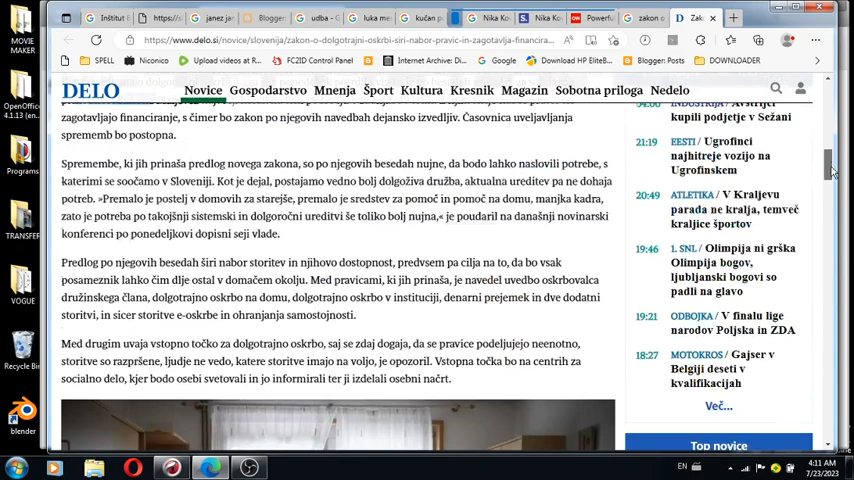 MOVIE
MAKER
OpenOffice
4.1.13 (en...
Programs
TRANSFER
VOGUE
Recycle Bin
blender
Inštitut 8
https://s
janez jan
Blogger
udba - G
luka me
kučan p
Nika Ko
Nika Ko
Powerfu
zakon o
Zak
https://www.delo.si/novice/slovenija/zakon-o-dolgotrajni-oskrbi-siri-nabor-pravic-in-zagotavlja-financira...
SPELL
Niconico
Upload Video Dail...
FC2ID Control Panel
Internet Archive: Di...
Google
Download HP EliteB...
Blogger: Posts
DOWNLOADER
DELO
Novice Gospodarstvo Mnenja Šport Kultura Kresnik Magazin Sobotna priloga Nedelo
zagotavljajo financiranje, s čimer bo zakon po njegovih navedbah dejansko izvedljiv. Časovnica uveljavljanja
sprememb bo postopna.
Spremembe, ki jih prinaša predlog novega zakona, so po njegovih besedah nujne, da bodo lahko naslovili potrebe, s
katerimi se soočamo v Sloveniji. Kot je dejal, postajamo vedno bolj dolgoživa družba, aktualna ureditev pa ne dohaja
potreb. »Premalo je postelj v domovih za starejše, premalo je sredstev za pomoč in pomoč na domu, manjka kadra,
zato je potreba po takojšnji sistemski in dolgoročni ureditvi še toliko bolj nujna,« je poudaril na današnji novinarski
konferenci po ponedeljkovi dopisni seji vlade.
Predlog po njegovih besedah širi nabor storitev in njihovo dostopnost, predvsem pa cilja na to, da bo vsak
posameznik lahko čim dlje ostal v domačem okolju. Med pravicami, ki jih prinaša, je navedel uvedbo oskrbovalca
družinskega člana, dolgotrajno oskrbo na domu, dolgotrajno oskrbo v instituciji, denarni prejemek in dve dodatni
storitvi, in sicer storitve e-oskrbe in ohranjanja samostojnosti.
Med drugim uvaja vstopno točko za dolgotrajno oskrbo, saj se zdaj dogaja, da se pravice podeljujejo neenotno,
storitve so razpršene, ljudje ne vedo, katere storitve imajo na voljo, je opozoril. Vstopna točka bo na centrih za
socialno delo, kjer bodo osebi svetovali in jo informirali ter ji izdelali osebni načrt.
04:00 INDUSTRIJA / Avstrijci
kupili podjetje v Sežani
21:19 EESTI / Ugrofinci
najhitreje vozijo na
Ugrofinskem
20:49 ATLETIKA / V Kraljevu
parada ne kralja, temveč
kraljice športov
19:46 1. SNL / Olimpija ni grška
Olimpija bogov,
ljubljanski bogovi so
padli na glavo
19:21 ODBOJKA / V finalu lige
narodov Poljska in ZDA
18:27 MOTOKROS / Gajser v
Belgiji deseti v
kvalifikacijah
Več...
Top novice
EN
4:11 AM
7/23/2023